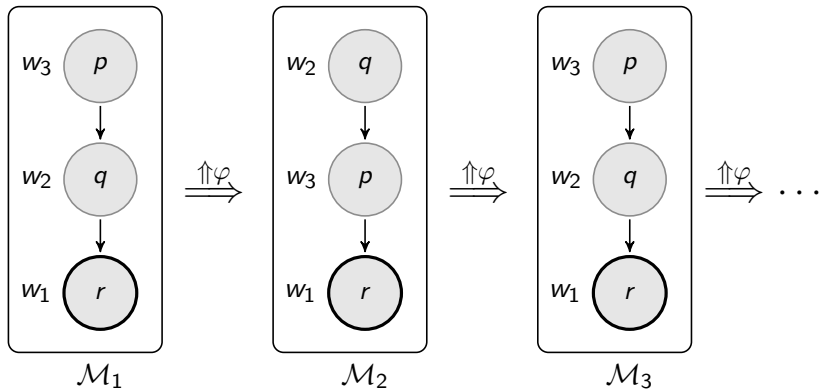 w₃ p
w₂ q
w₁ r
ℳ₁
⇑φ
w₂ q
w₃ p
w₁ r
ℳ₂
⇑φ
w₃ p
w₂ q
w₁ r
ℳ₃
⇑φ
···